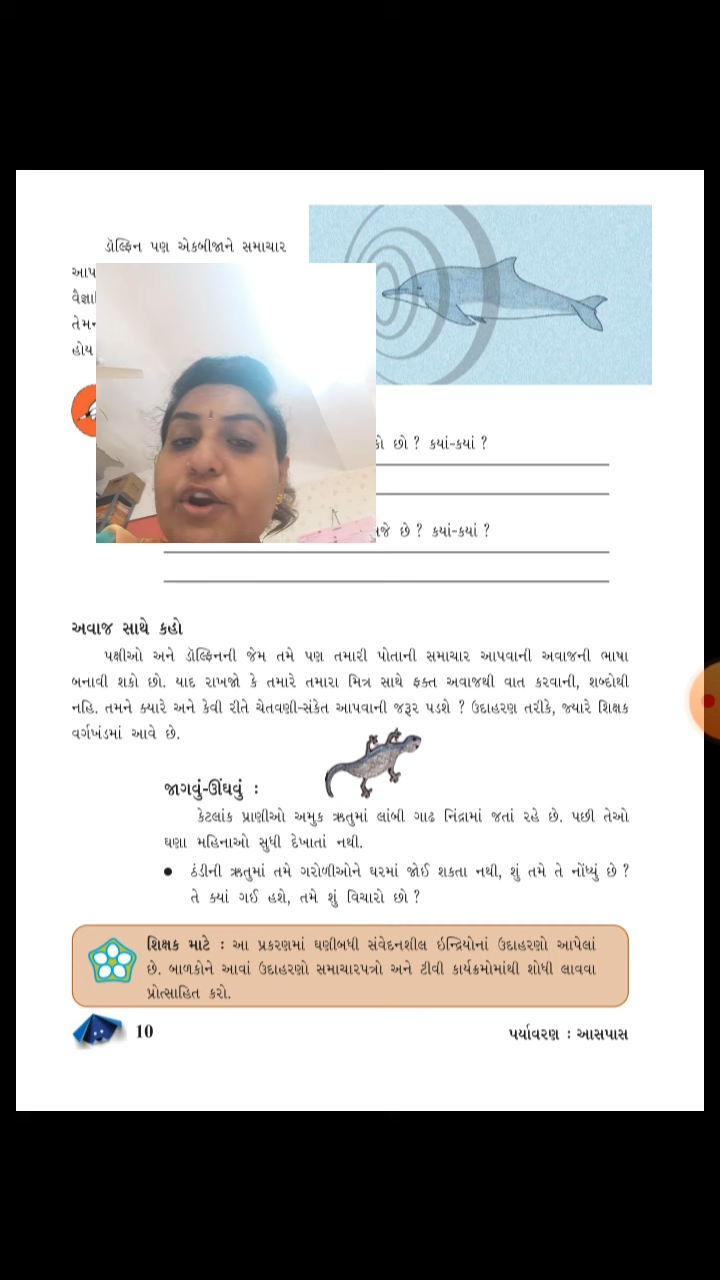 ડૉલ્ફિન પણ એકબીજાને સમાચાર
હોય
છો ? કયાં-કયાં ?
છે ? કયાં-કયાં ?
અવાજ સાથે કહો
પક્ષીઓ અને ડૉલ્ફિનની જેમ તમે પણ તમારી પોતાની સમાચાર આપવાની અવાજની ભાષા
બનાવી શકો છો. યાદ રાખજો કે તમારે તમારા મિત્ર સાથે ફક્ત અવાજથી વાત કરવાની, શબ્દોથી
નહિ. તમને ક્યારે અને કેવી રીતે ચેતવણી-સંકેત આપવાની જરૂર પડશે ? ઉદાહરણ તરીકે, જ્યારે શિક્ષક
વર્ગખંડમાં આવે છે.
જાગવું-ઊંઘવું :
કેટલાંક પ્રાણીઓ અમુક ઋતુમાં લાંબી ગાઢ નિંદ્રામાં જતાં રહે છે. પછી તેઓ
ઘણા મહિનાઓ સુધી દેખાતાં નથી.
● ઠંડીની ઋતુમાં તમે ગરોળીઓને ઘરમાં જોઈ શકતા નથી, શું તમે તે નોંધ્યું છે ?
તે ક્યાં ગઈ હશે, તમે શું વિચારો છો ?
શિક્ષક માટે : આ પ્રકરણમાં ઘણીબધી સંવેદનશીલ ઇન્દ્રિયોનાં ઉદાહરણો આપેલાં
છે. બાળકોને આવાં ઉદાહરણો સમાચારપત્રો અને ટીવી કાર્યક્રમોમાંથી શોધી લાવવા
પ્રોત્સાહિત કરો.
10
પર્યાવરણ : આસપાસ